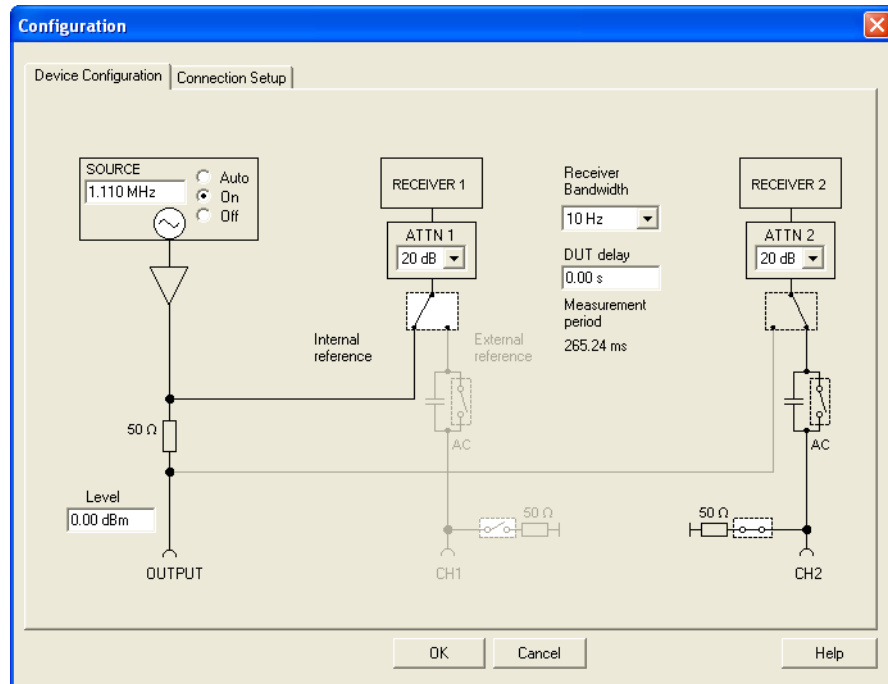 Configuration
Device Configuration
Connection Setup
SOURCE
1.110 MHz
Auto
On
Off
RECEIVER 1
ATTN 1
20 dB
Receiver
Bandwidth
10 Hz
DUT delay
0.00 s
Measurement
period
265.24 ms
RECEIVER 2
ATTN 2
20 dB
Internal
reference
External
reference
50 Ω
AC
AC
Level
0.00 dBm
50 Ω
50 Ω
OUTPUT
CH1
CH2
OK
Cancel
Help